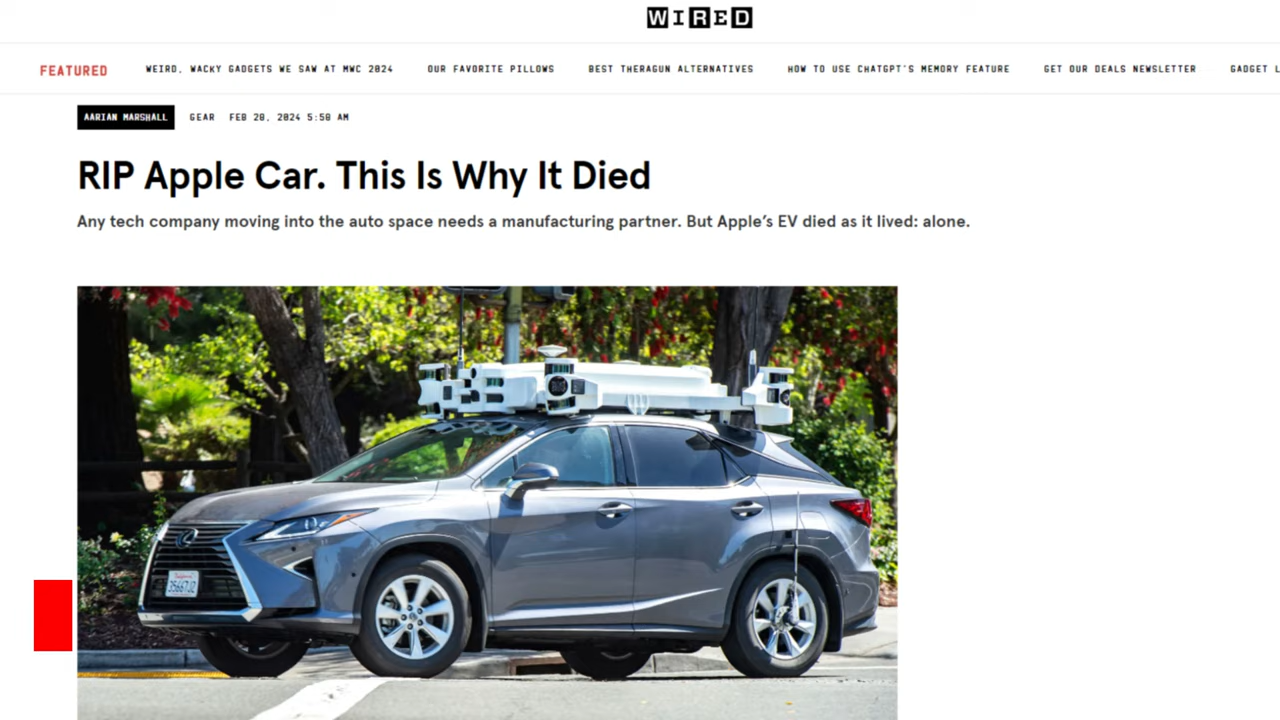 WIRED
FEATURED WEIRD, WACKY GADGETS WE SAW AT MWC 2024 OUR FAVORITE PILLOWS BEST THERAGUN ALTERNATIVES HOW TO USE CHATGPT'S MEMORY FEATURE GET OUR DEALS NEWSLETTER GADGET L
AARIAN MARSHALL GEAR FEB 28, 2024 5:50 AM
RIP Apple Car. This Is Why It Died
Any tech company moving into the auto space needs a manufacturing partner. But Apple’s EV died as it lived: alone.